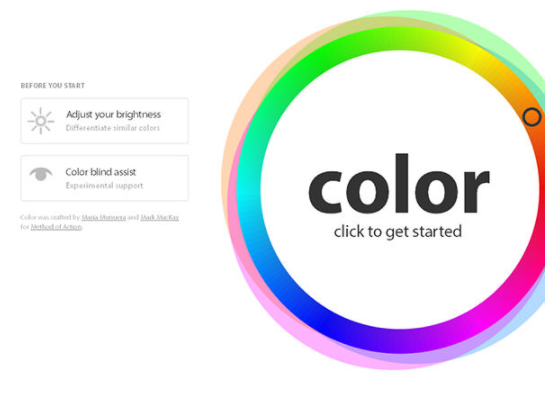 BEFORE YOU START
Adjust your brightness
Differentiate similar colors
Color blind assist
Experimental support
Color was crafted by Maria Munuera and Mark MacKay
for Method of Action.
color
click to get started